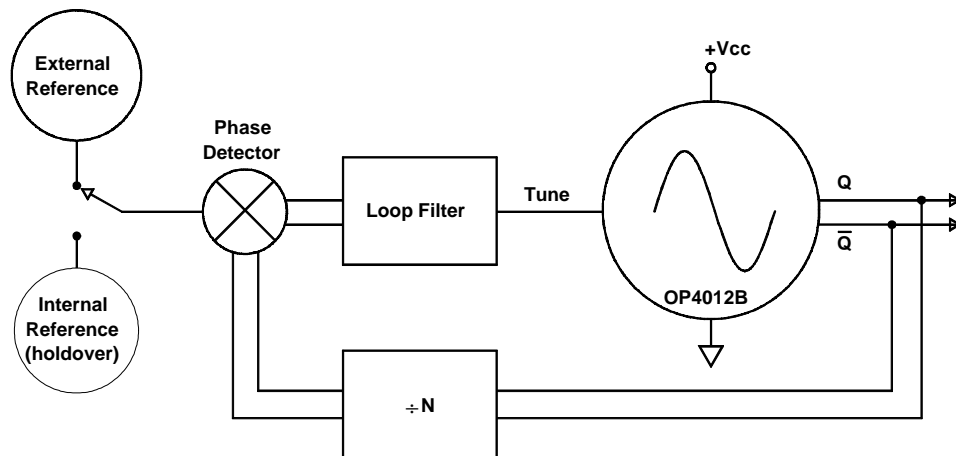 External
Reference
Phase
Detector
+Vcc
Loop Filter
Tune
Q
Q̅
OP4012B
Internal
Reference
(holdover)
÷N